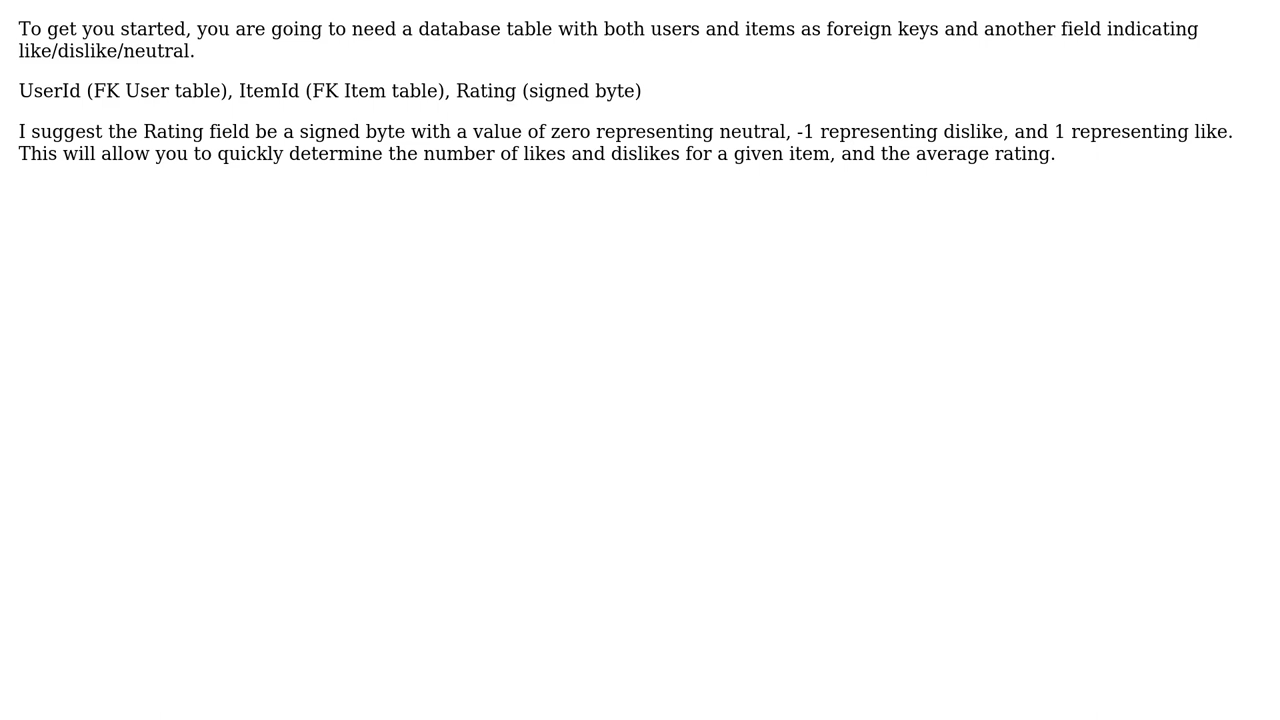 To get you started, you are going to need a database table with both users and items as foreign keys and another field indicating
like/dislike/neutral.
UserId (FK User table), ItemId (FK Item table), Rating (signed byte)
I suggest the Rating field be a signed byte with a value of zero representing neutral, -1 representing dislike, and 1 representing like.
This will allow you to quickly determine the number of likes and dislikes for a given item, and the average rating.